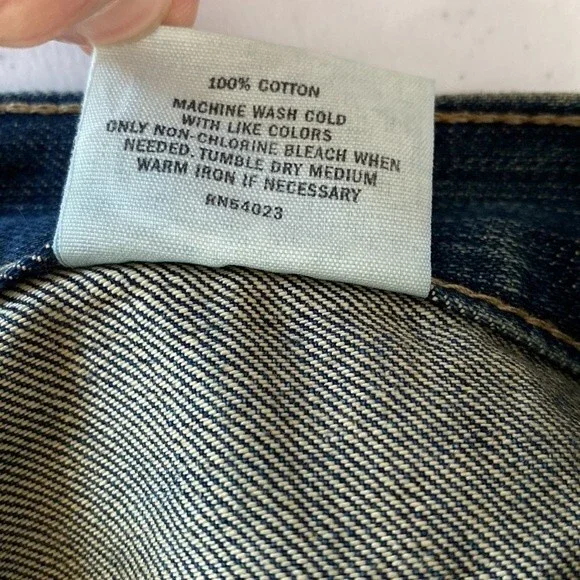 100% COTTON
MACHINE WASH COLD
WITH LIKE COLORS
ONLY NON-CHLORINE BLEACH WHEN
NEEDED. TUMBLE DRY MEDIUM
WARM IRON IF NECESSARY
RN54023